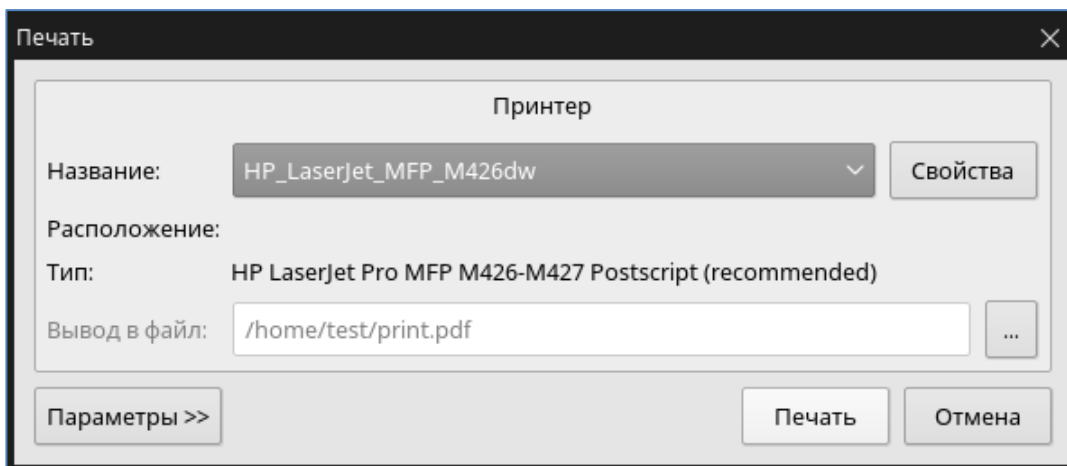 Печать
Принтер
Название: HP_LaserJet_MFP_M426dw Свойства
Расположение:
Тип: HP LaserJet Pro MFP M426-M427 Postscript (recommended)
Вывод в файл: /home/test/print.pdf ...
Параметры >> Печать Отмена